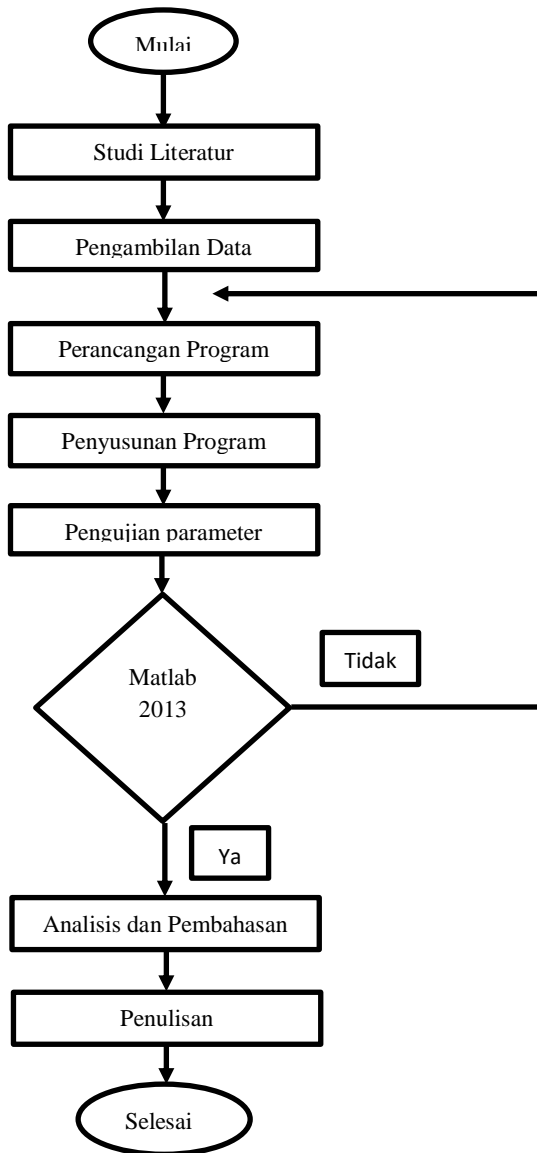 Mulai
Studi Literatur
Pengambilan Data
Perancangan Program
Penyusunan Program
Pengujian parameter
Matlab
2013
Tidak
Ya
Analisis dan Pembahasan
Penulisan
Selesai